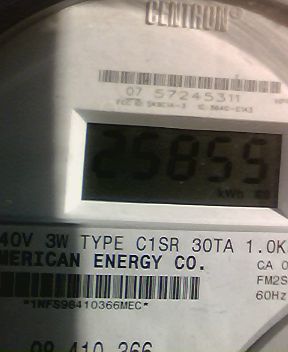 CENTRON®
07 57245311
25855
kWh
40V 3W TYPE C1SR 30TA 1.0K
MERICAN ENERGY CO.
CA 0
FM2S
"1NFS98410366MEC"
60Hz
98 410 366